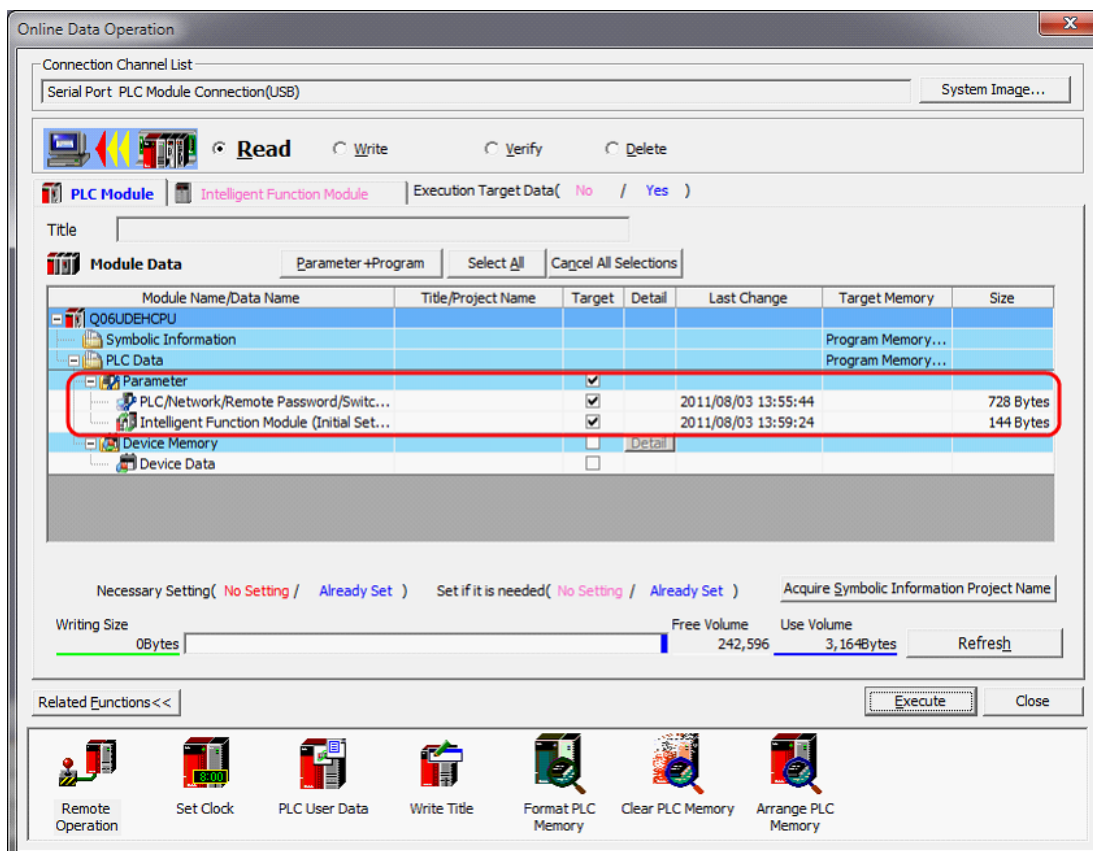 Online Data Operation
Connection Channel List
Serial Port PLC Module Connection(USB)
System Image...
Read
Write
Verify
Delete
PLC Module
Intelligent Function Module
Execution Target Data( No / Yes )
Title
Module Data
Parameter+Program
Select All
Cancel All Selections
Module Name/Data Name Title/Project Name Target Detail Last Change Target Memory Size
Q06UDEHCPU
Symbolic Information Program Memory...
PLC Data Program Memory...
Parameter
PLC/Network/Remote Password/Switc... 2011/08/03 13:55:44 728 Bytes
Intelligent Function Module (Initial Set... 2011/08/03 13:59:24 144 Bytes
Device Memory Detail
Device Data
Necessary Setting( No Setting / Already Set ) Set if it is needed( No Setting / Already Set )
Acquire Symbolic Information Project Name
Writing Size
0Bytes
Free Volume
242,596
Use Volume
3,164Bytes
Refresh
Related Functions<<
Execute
Close
8:00
Remote Operation
Set Clock
PLC User Data
Write Title
Format PLC Memory
Clear PLC Memory
Arrange PLC Memory